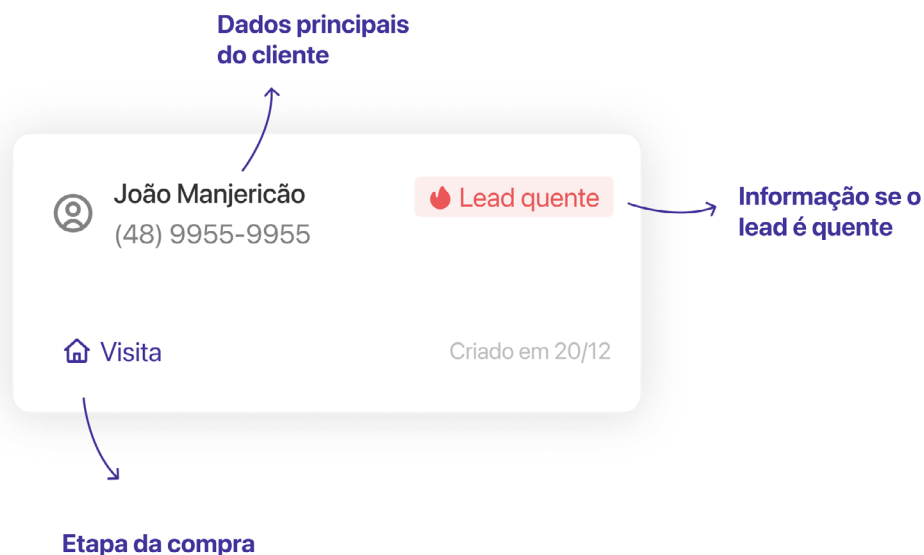 Dados principais
do cliente
João Manjericão
(48) 9955-9955
Lead quente
Informação se o
lead é quente
Visita
Criado em 20/12
Etapa da compra